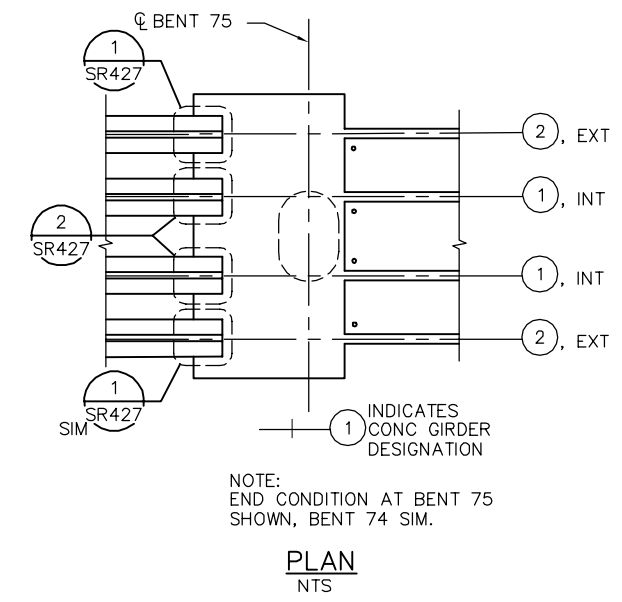 ℄ BENT 75
1
SR427
2, EXT
1, INT
2
SR427
1, INT
2, EXT
1
SR427
SIM
1
INDICATES
CONC GIRDER
DESIGNATION
NOTE:
END CONDITION AT BENT 75
SHOWN, BENT 74 SIM.
PLAN
NTS